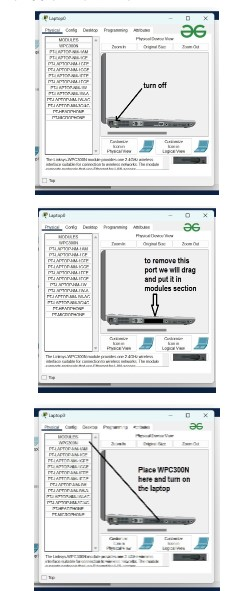 Laptop0
Physical Config Desktop Programming Attributes
MODULES
WPC300N
PT-LAPTOP-NM-1AM
PT-LAPTOP-NM-1CE
PT-LAPTOP-NM-1CFE
PT-LAPTOP-NM-1CGE
PT-LAPTOP-NM-1FFE
PT-LAPTOP-NM-1FGE
PT-LAPTOP-NM-1W
PT-LAPTOP-NM-1W-A
PT-LAPTOP-NM-1W-AC
PT-LAPTOP-NM-3G/4G
PT-HEADPHONE
PT-MICROPHONE
Physical Device View
Zoom In Original Size Zoom Out
turn off
Customize
Icon in
Physical View
Customize
Icon in
Logical View
The Linksys-WPC300N module provides one 2.4GHz wireless
interface suitable for connection to wireless networks. The module
Top
Laptop0
Physical Config Desktop Programming Attributes
MODULES
WPC300N
PT-LAPTOP-NM-1AM
PT-LAPTOP-NM-1CE
PT-LAPTOP-NM-1CFE
PT-LAPTOP-NM-1CGE
PT-LAPTOP-NM-1FFE
PT-LAPTOP-NM-1FGE
PT-LAPTOP-NM-1W
PT-LAPTOP-NM-1W-A
PT-LAPTOP-NM-1W-AC
PT-LAPTOP-NM-3G/4G
PT-HEADPHONE
PT-MICROPHONE
Physical Device View
Zoom In Original Size Zoom Out
to remove this
port we will drag
and put it in
modules section
Customize
Icon in
Physical View
Customize
Icon in
Logical View
The Linksys-WPC300N module provides one 2.4GHz wireless
interface suitable for connection to wireless networks. The module
Top
Laptop0
Physical Config Desktop Programming Attributes
MODULES
WPC300N
PT-LAPTOP-NM-1AM
PT-LAPTOP-NM-1CE
PT-LAPTOP-NM-1CFE
PT-LAPTOP-NM-1CGE
PT-LAPTOP-NM-1FFE
PT-LAPTOP-NM-1FGE
PT-LAPTOP-NM-1W
PT-LAPTOP-NM-1W-A
PT-LAPTOP-NM-1W-AC
PT-LAPTOP-NM-3G/4G
PT-HEADPHONE
PT-MICROPHONE
Physical Device View
Zoom In Original Size Zoom Out
Place WPC300N
here and turn on
the laptop
Customize
Icon in
Physical View
Customize
Icon in
Logical View
The Linksys-WPC300N module provides one 2.4GHz wireless
interface suitable for connection to wireless networks. The module
Top